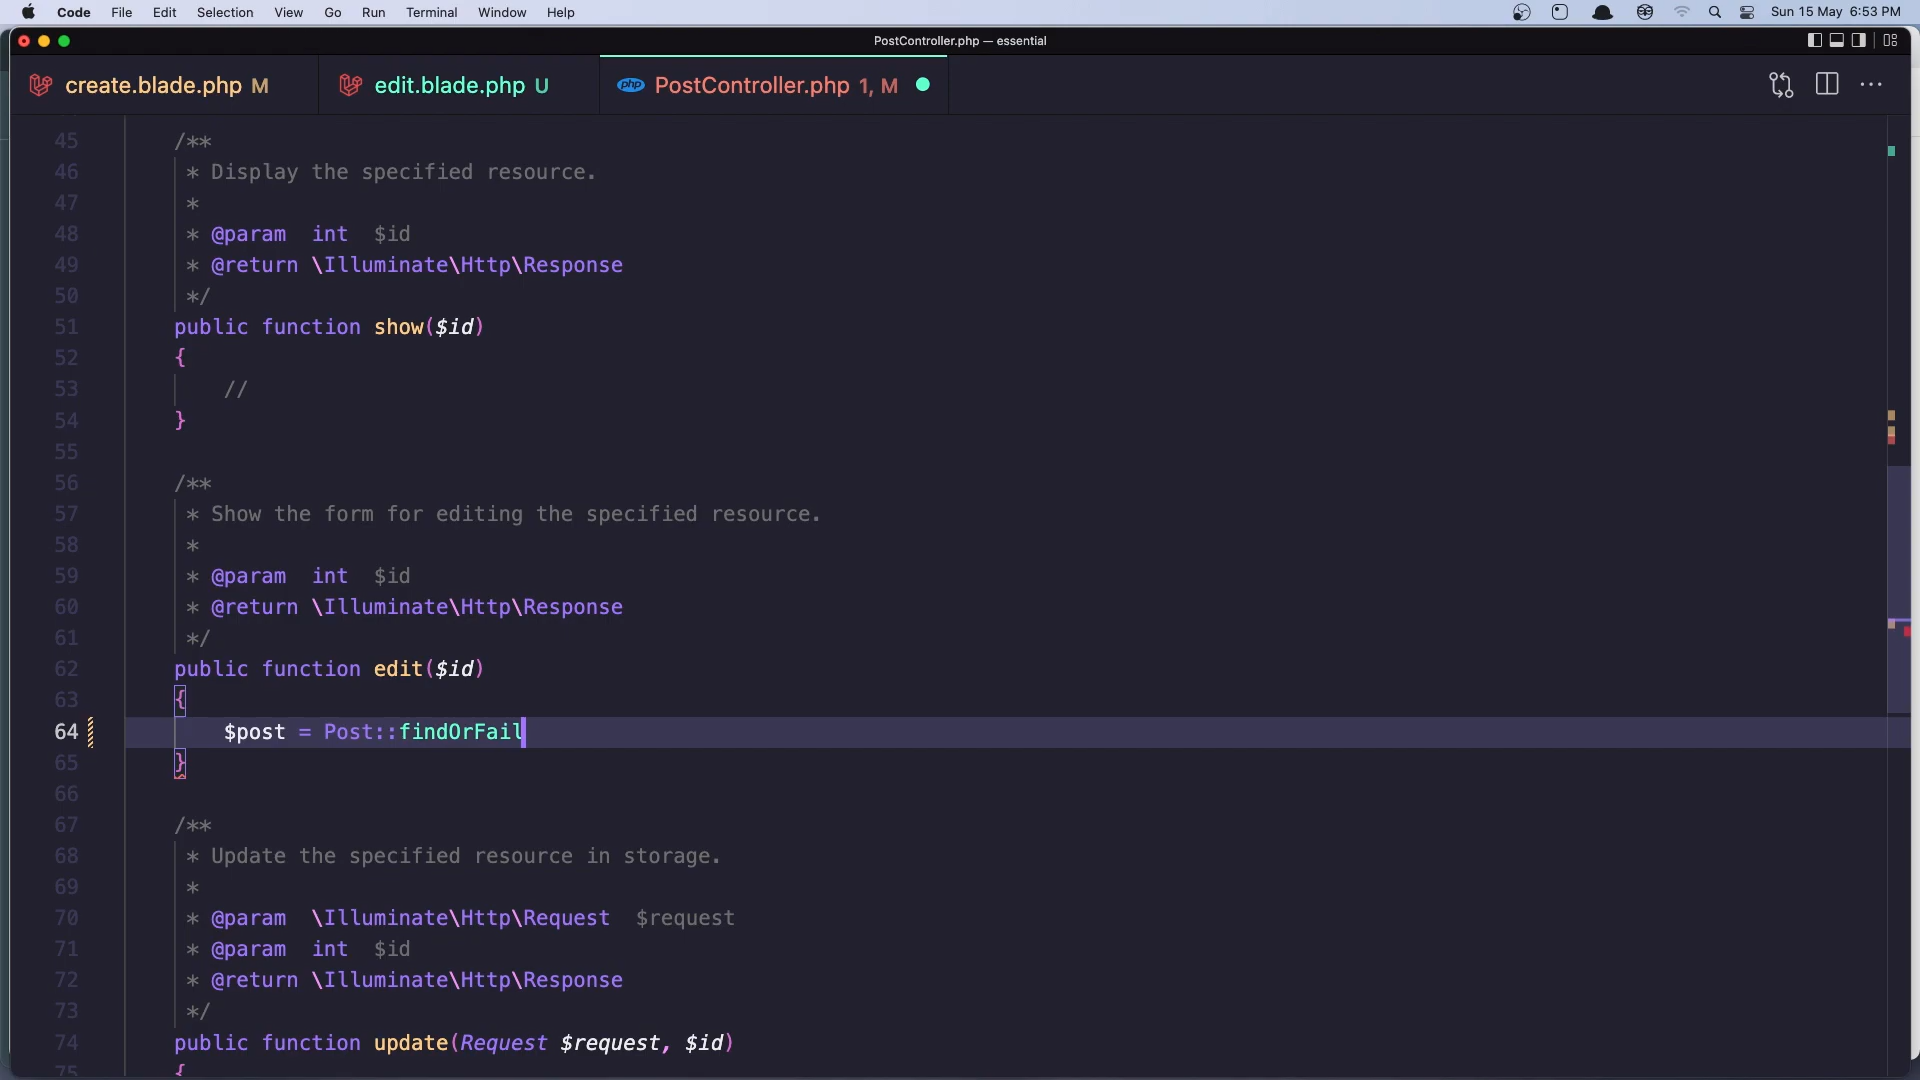 Code File Edit Selection View Go Run Terminal Window Help Sun 15 May 6:53 PM
PostController.php — essential
create.blade.php M edit.blade.php U php PostController.php 1, M
45 /**
46 * Display the specified resource.
47 *
48 * @param  int  $id
49 * @return \Illuminate\Http\Response
50 */
51 public function show($id)
52 {
53 //
54 }
55
56 /**
57 * Show the form for editing the specified resource.
58 *
59 * @param  int  $id
60 * @return \Illuminate\Http\Response
61 */
62 public function edit($id)
63 {
64 $post = Post::findOrFail
65 }
66
67 /**
68 * Update the specified resource in storage.
69 *
70 * @param  \Illuminate\Http\Request  $request
71 * @param  int  $id
72 * @return \Illuminate\Http\Response
73 */
74 public function update(Request $request, $id)
75 {